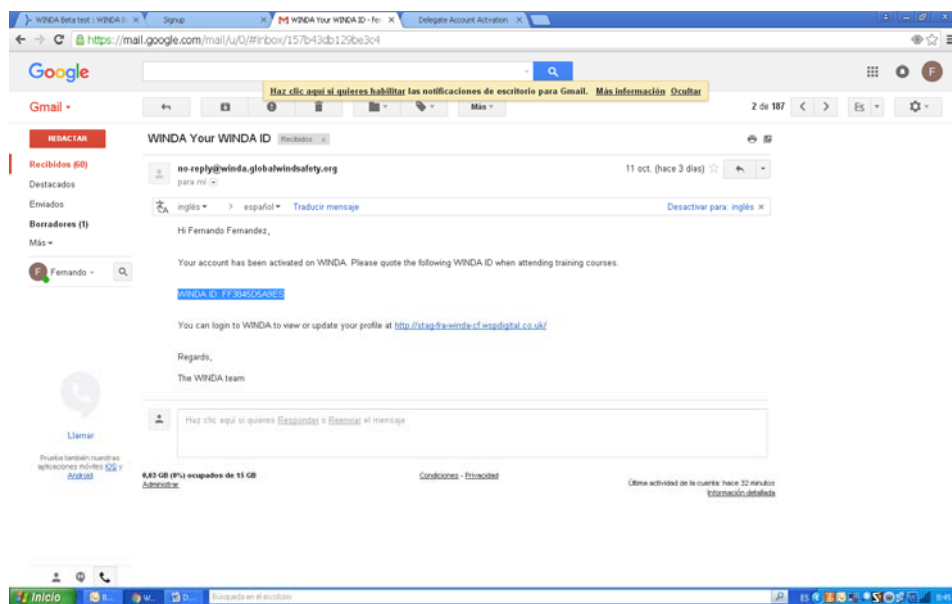 WINDA Beta test : WINDA
Signup
WINDA Your WINDA ID - 
Delegate Account Activation
https://mail.google.com/mail/u/0/#inbox/157b43db129be3c4
Google
F
Haz clic aquí si quieres habilitar las notificaciones de escritorio para Gmail. Más información Ocultar
Gmail
Más
2 de 187
Es
REDACTAR
WINDA Your WINDA ID Recibidos x
Recibidos (60)
no-reply@winda.globalwindsafety.org
11 oct. (hace 3 días)
para mí
Destacados
Enviados
inglés > español Traducir mensaje
Desactivar para: inglés x
Borradores (1)
Hi Fernando Fernandez,
Más
Your account has been activated on WINDA. Please quote the following WINDA ID when attending training courses.
F Fernando
WINDA ID: FF3845D5A9ES
You can login to WINDA to view or update your profile at http://stag-fra-winda-cf.wspdigital.co.uk/
Regards,
The WINDA team
Haz clic aquí si quieres Responder o Reenviar el mensaje
Llamar
Prueba también nuestras
aplicaciones móviles iOS y
Android
0,03 GB (0%) ocupados de 15 GB
Administrar
Condiciones - Privacidad
Última actividad de la cuenta: hace 32 minutos
Información detallada
Inicio
W...
D...
Búsqueda en el escritorio
ES